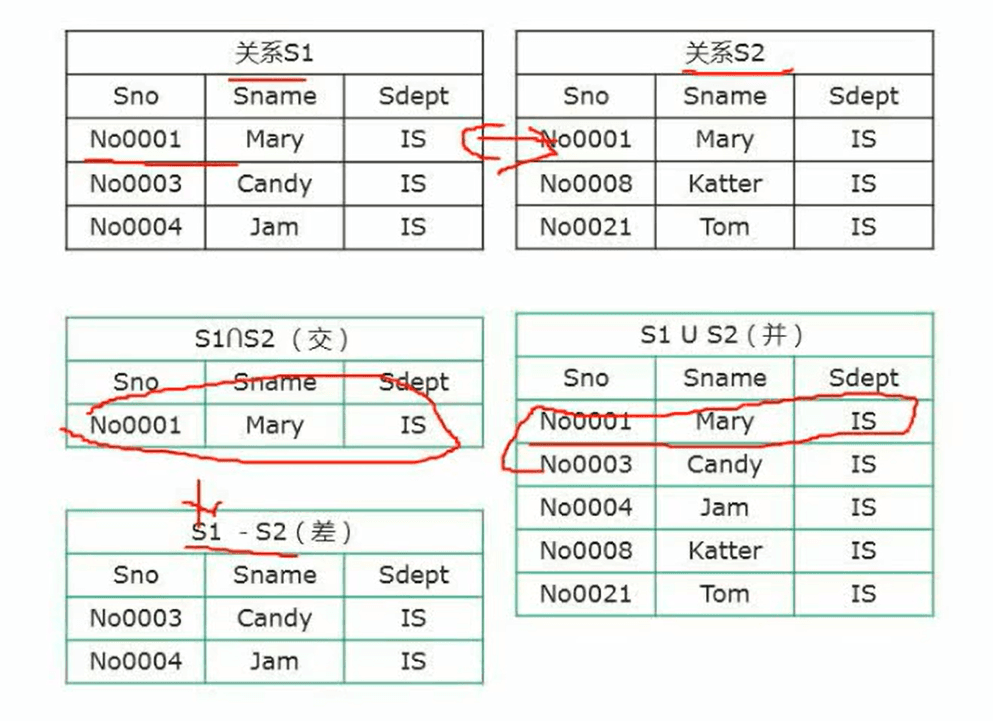 关系S1
Sno Sname Sdept
No0001 Mary IS
No0003 Candy IS
No0004 Jam IS
关系S2
Sno Sname Sdept
No0001 Mary IS
No0008 Katter IS
No0021 Tom IS
S1∩S2 （交）
Sno Sname Sdept
No0001 Mary IS
S1 - S2（差）
Sno Sname Sdept
No0003 Candy IS
No0004 Jam IS
S1 U S2（并）
Sno Sname Sdept
No0001 Mary IS
No0003 Candy IS
No0004 Jam IS
No0008 Katter IS
No0021 Tom IS